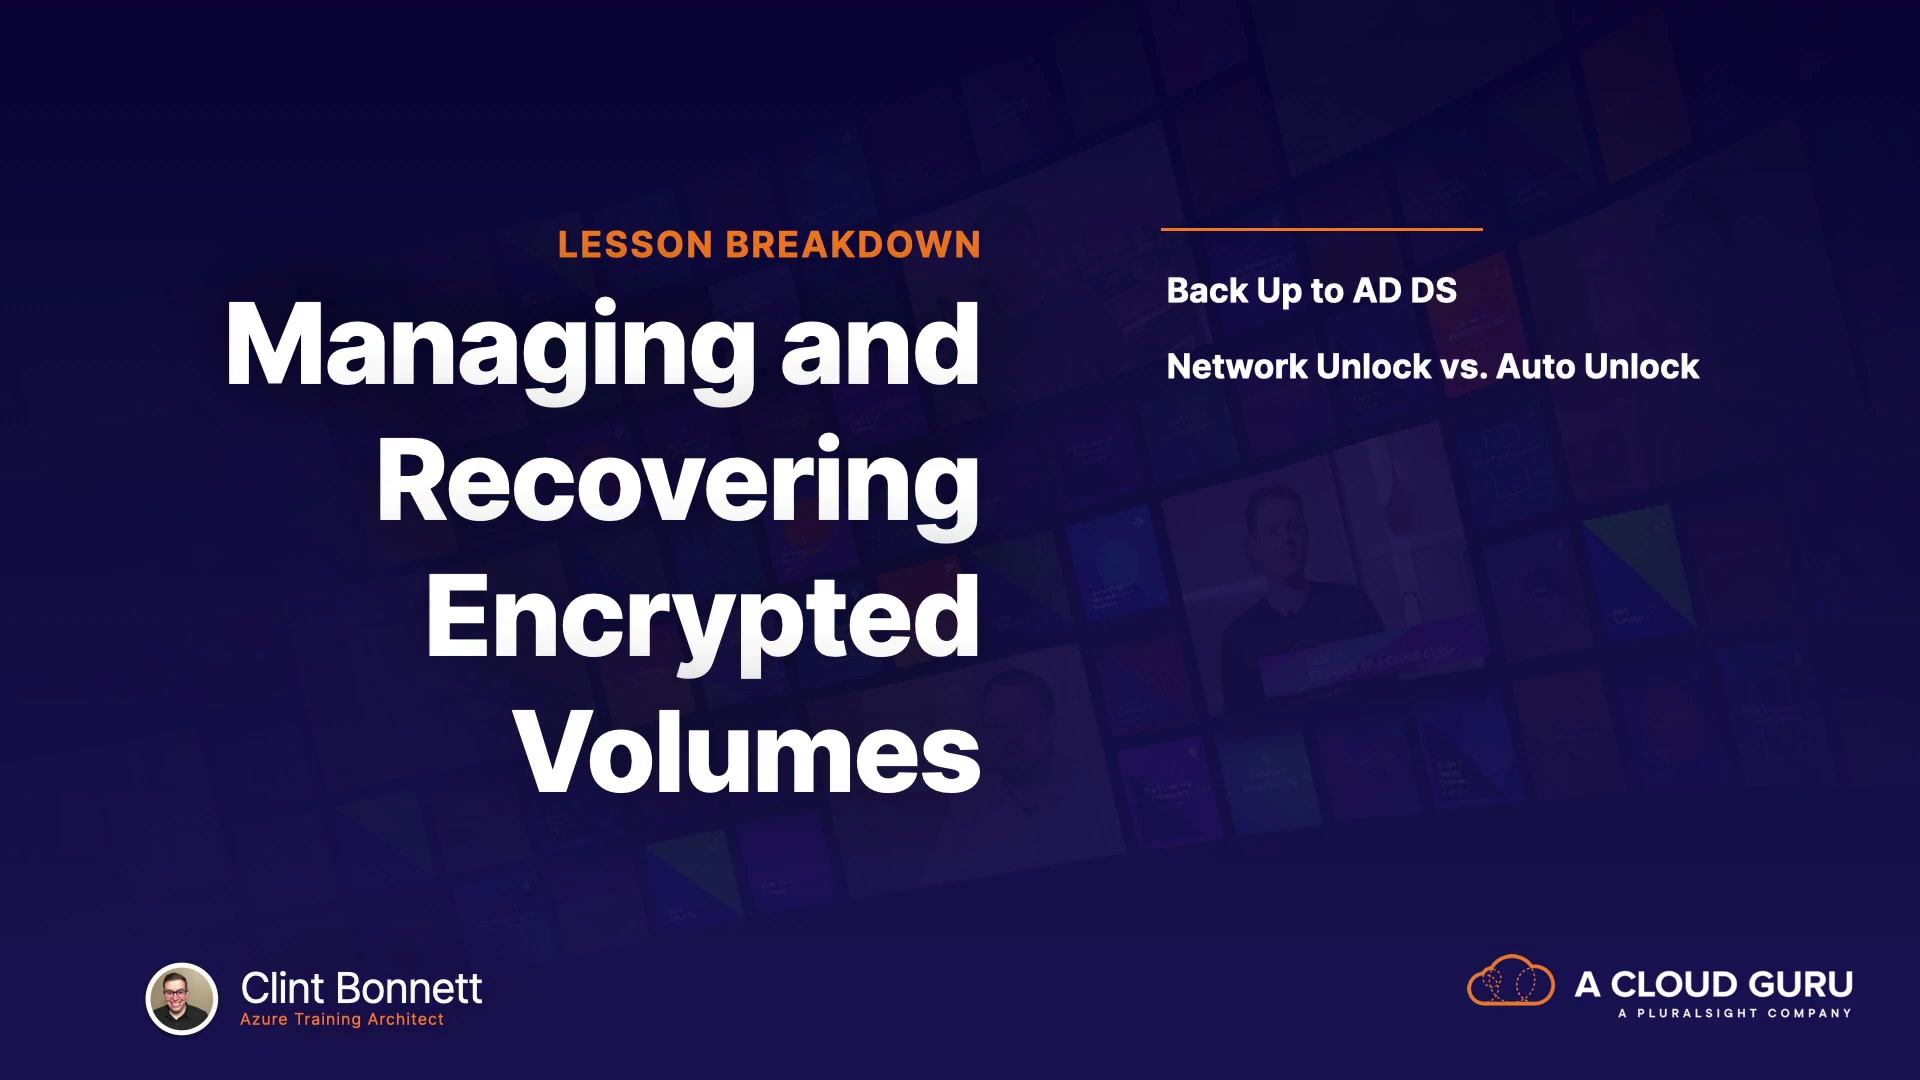 LESSON BREAKDOWN
Managing and
Recovering
Encrypted
Volumes
Back Up to AD DS
Network Unlock vs. Auto Unlock
Clint Bonnett
Azure Training Architect
A CLOUD GURU
A PLURALSIGHT COMPANY